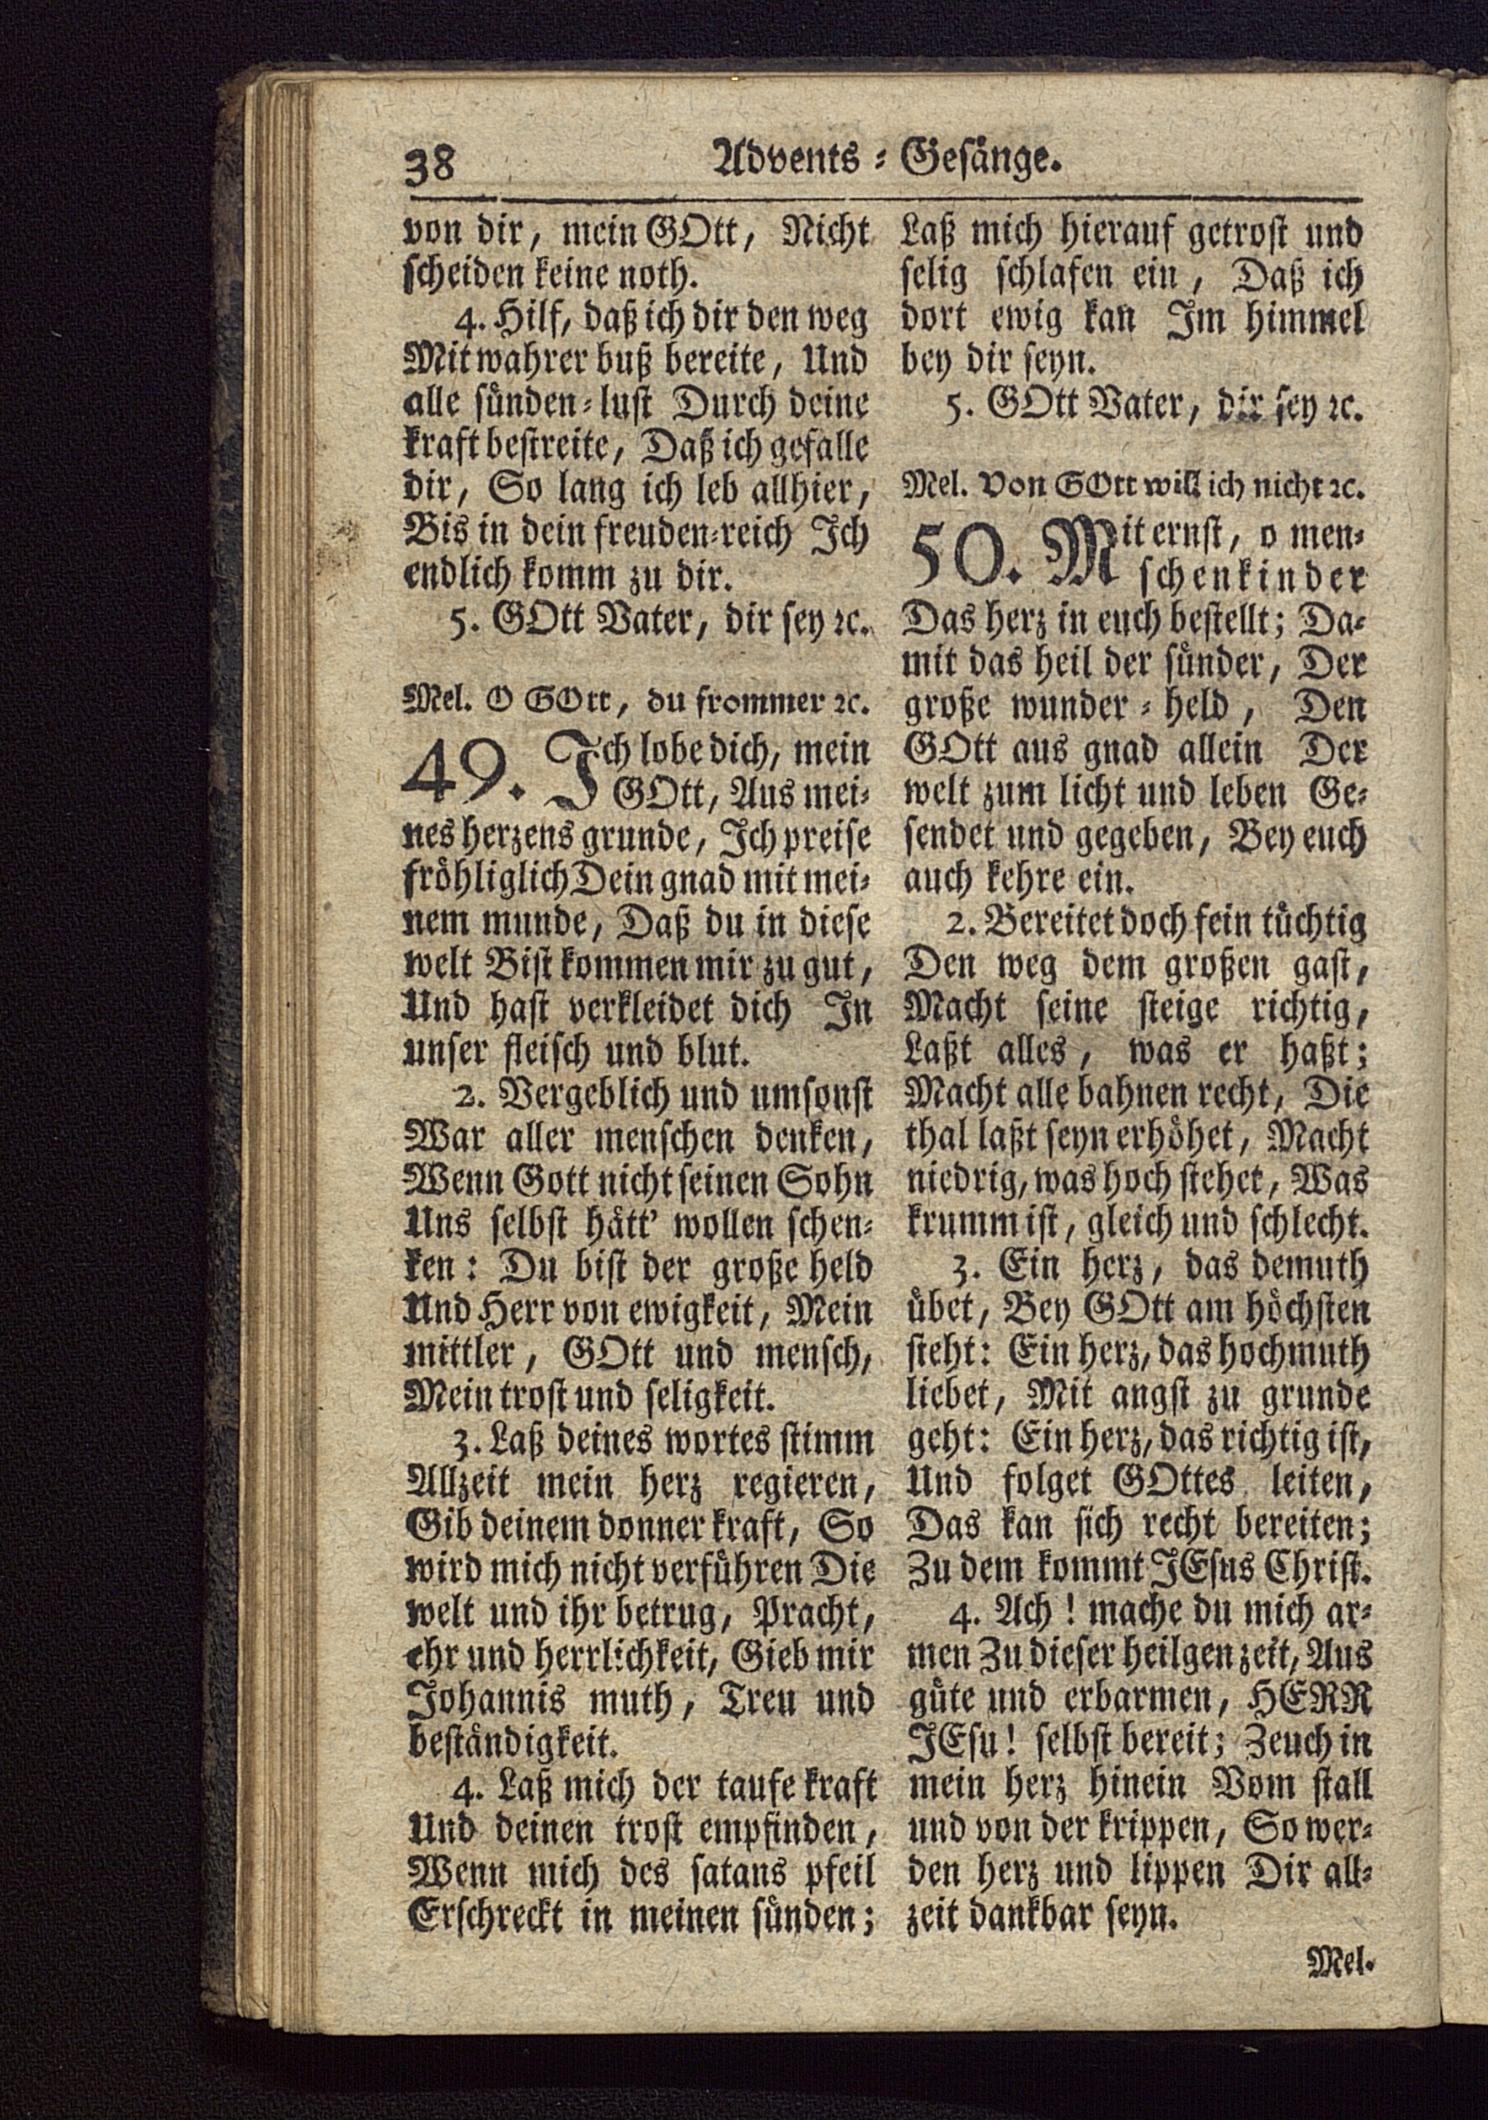 38 Advents = Gesänge.
von dir, mein GOtt, Nicht
scheiden keine noth.
4. Hilf, daß ich dir den weg
Mit wahrer buß bereite, Und
alle sünden=lust Durch deine
kraft bestreite, Daß ich gefalle
dir, So lang ich leb allhier,
Bis in dein freuden=reich Ich
endlich komm zu dir.
5. GOtt Vater, dir sey ꝛc.
Mel. O GOtt, du frommer ꝛc.
49. Ich lobe dich, mein
GOtt, Aus mei=
nes herzens grunde, Ich preise
fröhliglich Dein gnad mit mei=
nem munde, Daß du in diese
welt Bist kommen mir zu gut,
Und hast verkleidet dich In
unser fleisch und blut.
2. Vergeblich und umsonst
War aller menschen denken,
Wenn Gott nicht seinen Sohn
Uns selbst hätt' wollen schen=
ken: Du bist der große held
Und Herr von ewigkeit, Mein
mittler, GOtt und mensch,
Mein trost und seligkeit.
3. Laß deines wortes stimm
Allzeit mein herz regieren,
Gib deinem donner kraft, So
wird mich nicht verführen Die
welt und ihr betrug, Pracht,
ehr und herrlichkeit, Gieb mir
Johannis muth, Treu und
beständigkeit.
4. Laß mich der taufe kraft
Und deinen trost empfinden,
Wenn mich des satans pfeil
Erschreckt in meinen sünden;
Laß mich hierauf getrost und
selig schlafen ein, Daß ich
dort ewig kan Im himmel
bey dir seyn.
5. GOtt Vater, dir sey ꝛc.
Mel. Von GOtt will ich nicht ꝛc.
50. Mit ernst, o men=
schenkinder
Das herz in euch bestellt; Da=
mit das heil der sünder, Der
große wunder = held, Den
GOtt aus gnad allein Der
welt zum licht und leben Ge=
sendet und gegeben, Bey euch
auch kehre ein.
2. Bereitet doch fein tüchtig
Den weg dem großen gast,
Macht seine steige richtig,
Laßt alles, was er haßt;
Macht alle bahnen recht, Die
thal laßt seyn erhöhet, Macht
niedrig, was hoch stehet, Was
krumm ist, gleich und schlecht.
3. Ein herz, das demuth
übet, Bey GOtt am höchsten
steht: Ein herz, das hochmuth
liebet, Mit angst zu grunde
geht: Ein herz, das richtig ist,
Und folget GOttes leiten,
Das kan sich recht bereiten;
Zu dem kommt JEsus Christ.
4. Ach! mache du mich ar=
men Zu dieser heilgen zeit, Aus
güte und erbarmen, HERR
JEsu! selbst bereit; Zeuch in
mein herz hinein Vom stall
und von der krippen, So wer=
den herz und lippen Dir all=
zeit dankbar seyn.
Mel.